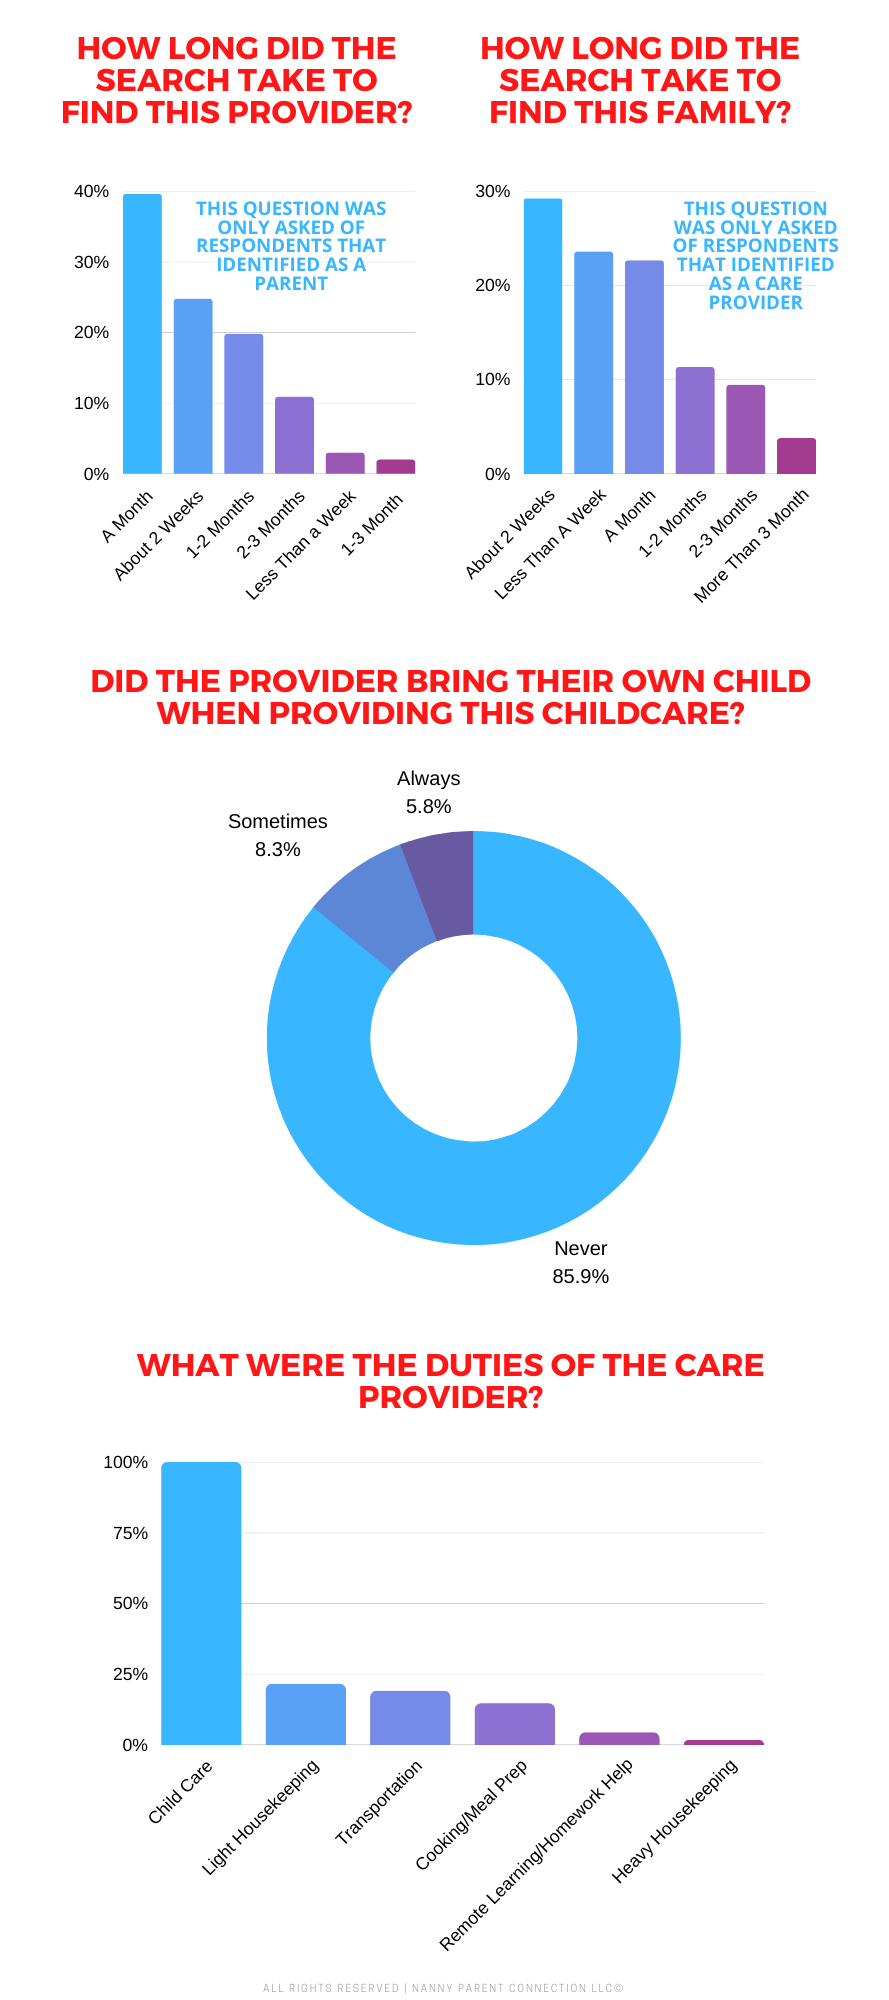 HOW LONG DID THE
SEARCH TAKE TO
FIND THIS PROVIDER?
40%
30%
20%
10%
0%
THIS QUESTION WAS
ONLY ASKED OF
RESPONDENTS THAT
IDENTIFIED AS A
PARENT
A Month
About 2 Weeks
1-2 Months
2-3 Months
Less Than a Week
1-3 Month
HOW LONG DID THE
SEARCH TAKE TO
FIND THIS FAMILY?
30%
20%
10%
0%
THIS QUESTION
WAS ONLY ASKED
OF RESPONDENTS
THAT IDENTIFIED
AS A CARE
PROVIDER
About 2 Weeks
Less Than A Week
A Month
1-2 Months
2-3 Months
More Than 3 Month
DID THE PROVIDER BRING THEIR OWN CHILD
WHEN PROVIDING THIS CHILDCARE?
Always
5.8%
Sometimes
8.3%
Never
85.9%
WHAT WERE THE DUTIES OF THE CARE
PROVIDER?
100%
75%
50%
25%
0%
Child Care
Light Housekeeping
Transportation
Cooking/Meal Prep
Remote Learning/Homework Help
Heavy Housekeeping
ALL RIGHTS RESERVED | NANNY PARENT CONNECTION LLC©